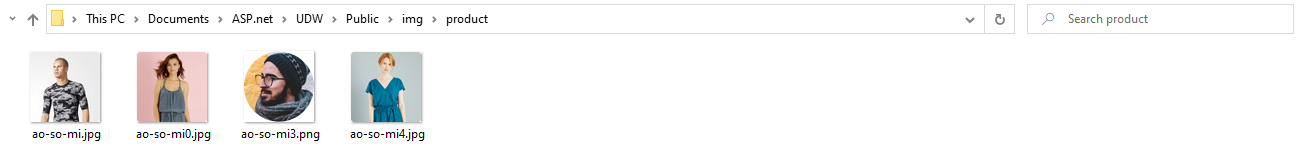 This PC > Documents > ASP.net > UDW > Public > img > product
Search product
ao-so-mi.jpg
ao-so-mi0.jpg
ao-so-mi3.png
ao-so-mi4.jpg